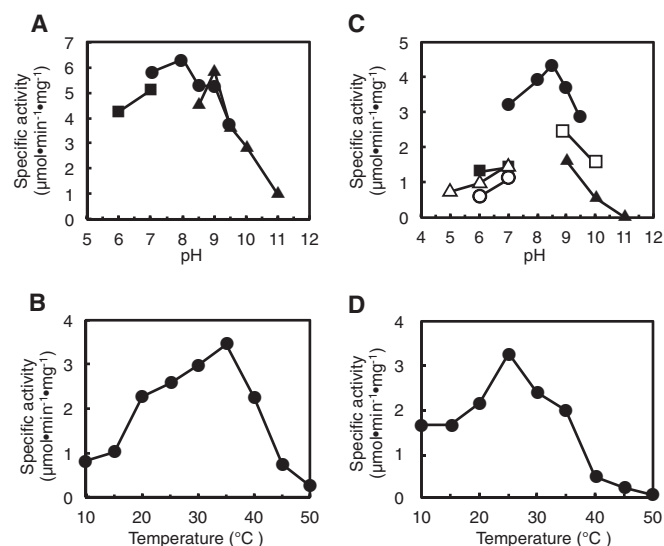 A
Specific activity
(µmol•min⁻¹•mg⁻¹)
7
6
5
4
3
2
1
0
5 6 7 8 9 10 11 12
pH
C
Specific activity
(µmol•min⁻¹•mg⁻¹)
5
4
3
2
1
0
4 5 6 7 8 9 10 11 12
pH
B
Specific activity
(µmol•min⁻¹•mg⁻¹)
4
3
2
1
0
10 20 30 40 50
Temperature (°C )
D
Specific activity
(µmol•min⁻¹•mg⁻¹)
4
3
2
1
0
10 20 30 40 50
Temperature (°C )